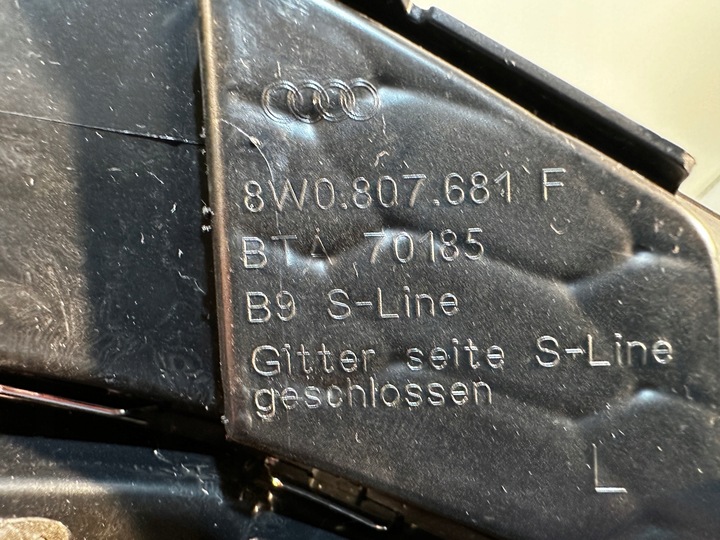 8W0.807.681 F
BTA 70185
B9 S-Line
Gitter seite S-Line
geschlossen
L